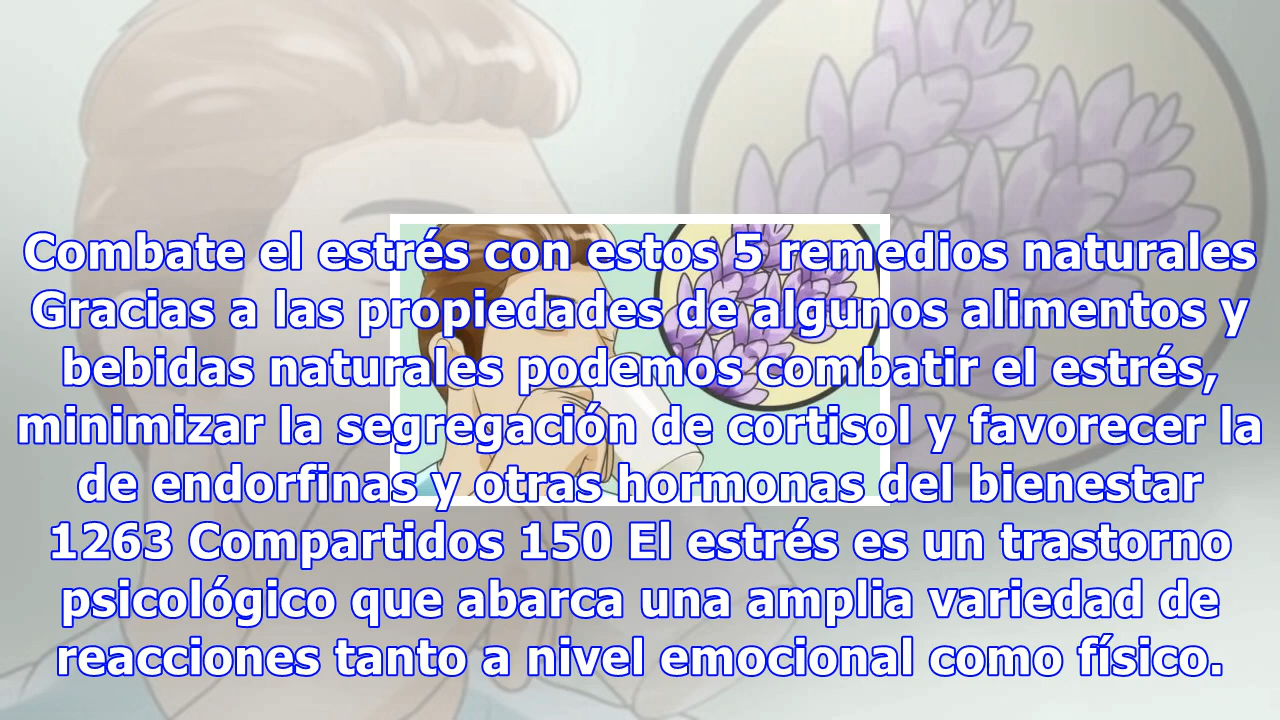 Combate el estrés con estos 5 remedios naturales
Gracias a las propiedades de algunos alimentos y
bebidas naturales podemos combatir el estrés,
minimizar la segregación de cortisol y favorecer la
de endorfinas y otras hormonas del bienestar
1263 Compartidos 150 El estrés es un trastorno
psicológico que abarca una amplia variedad de
reacciones tanto a nivel emocional como físico.